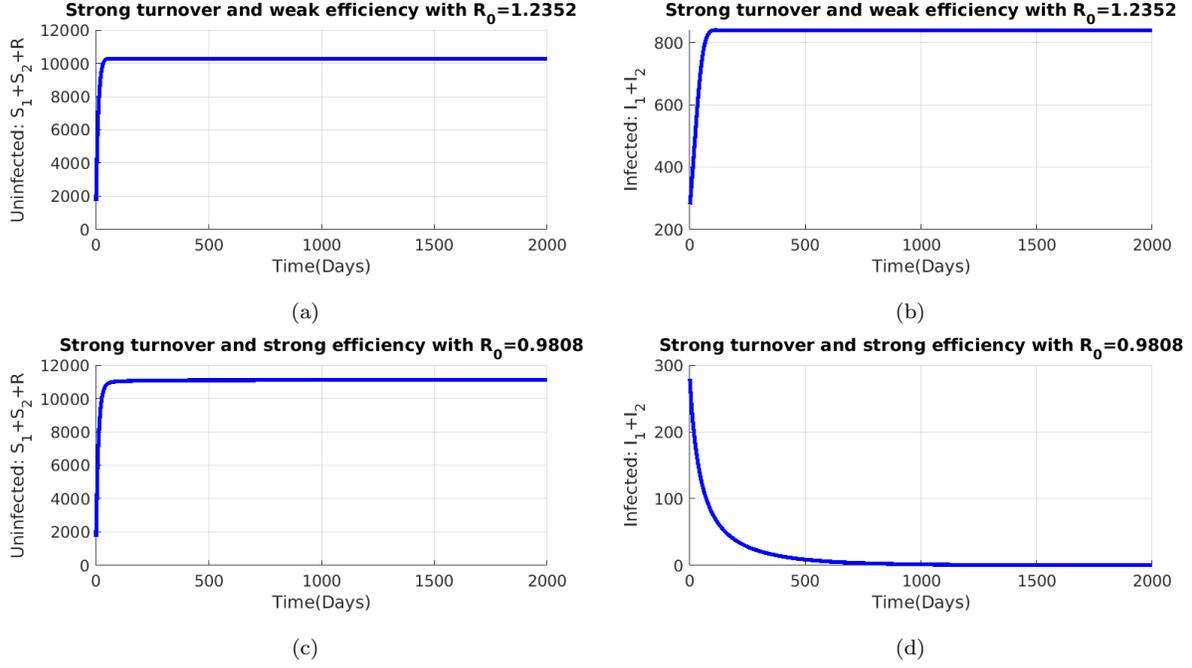 Strong turnover and weak efficiency with R0=1.2352
12000
10000
8000
6000
4000
2000
0
Uninfected: S1+S2+R
0 500 1000 1500 2000
Time(Days)
(a)
Strong turnover and weak efficiency with R0=1.2352
800
600
400
200
Infected: I1+I2
0 500 1000 1500 2000
Time(Days)
(b)
Strong turnover and strong efficiency with R0=0.9808
12000
10000
8000
6000
4000
2000
0
Uninfected: S1+S2+R
0 500 1000 1500 2000
Time(Days)
(c)
Strong turnover and strong efficiency with R0=0.9808
300
200
100
0
Infected: I1+I2
0 500 1000 1500 2000
Time(Days)
(d)